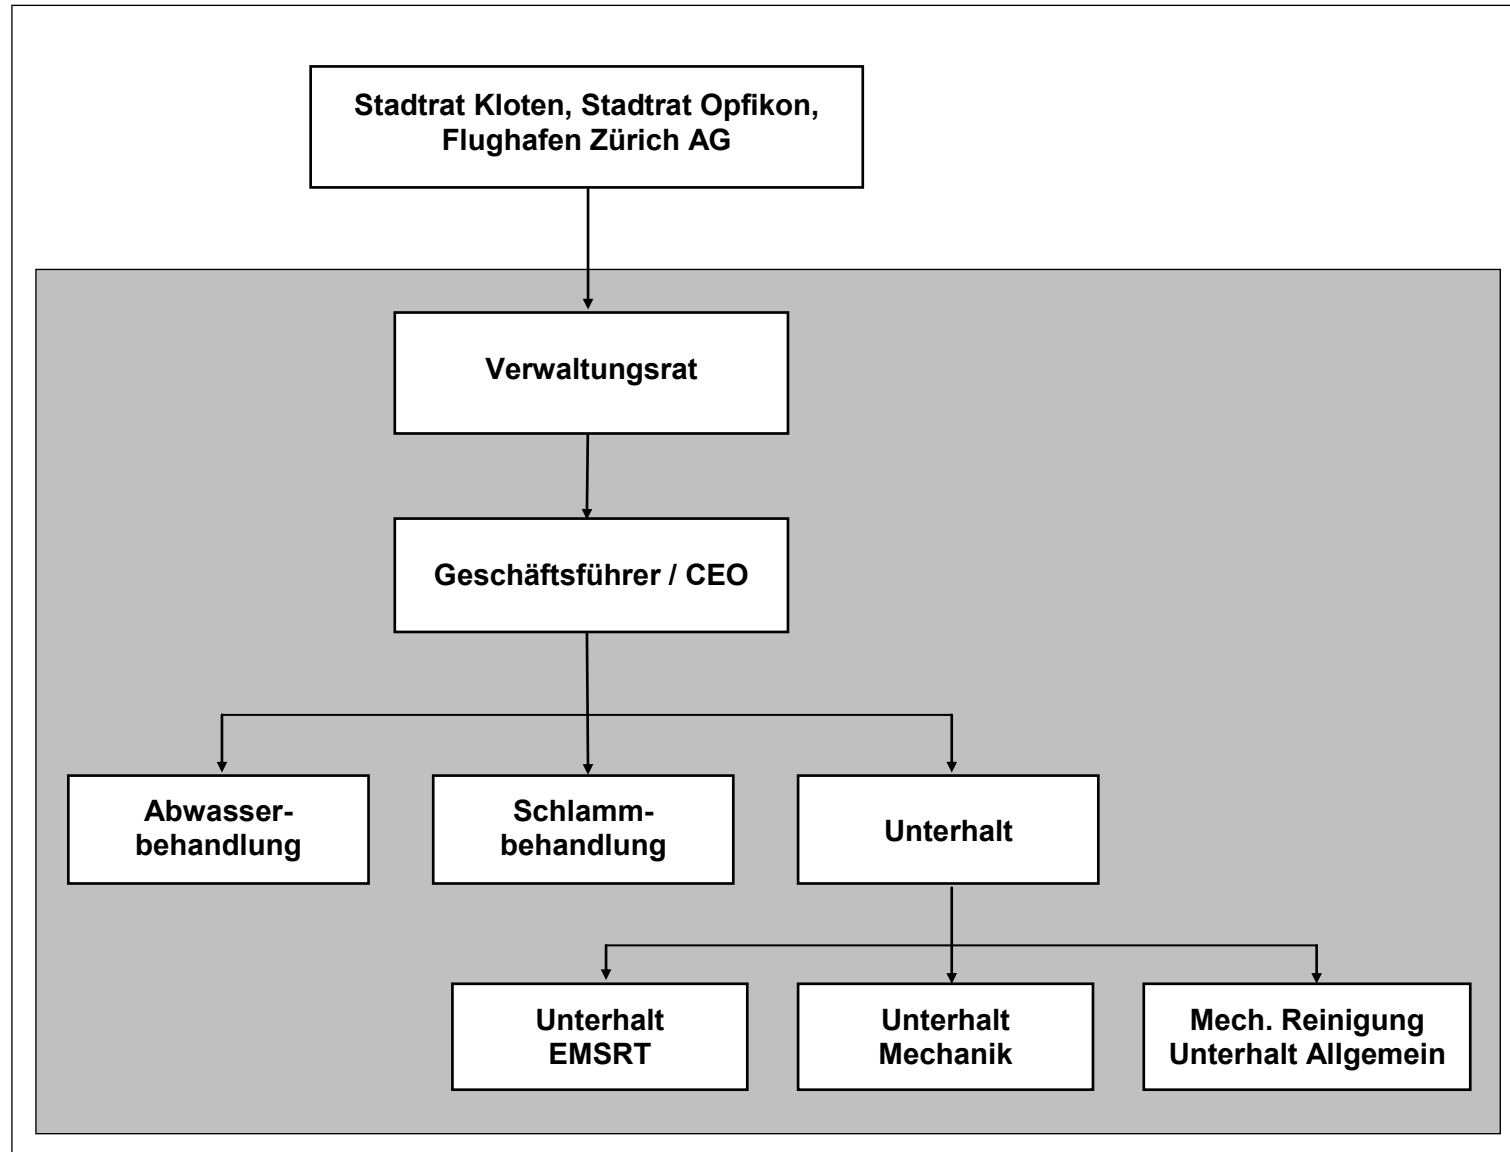 Stadtrat Kloten, Stadtrat Opfikon,
Flughafen Zürich AG
Verwaltungsrat
Geschäftsführer / CEO
Abwasser-
behandlung
Schlamm-
behandlung
Unterhalt
Unterhalt
EMSRT
Unterhalt
Mechanik
Mech. Reinigung
Unterhalt Allgemein